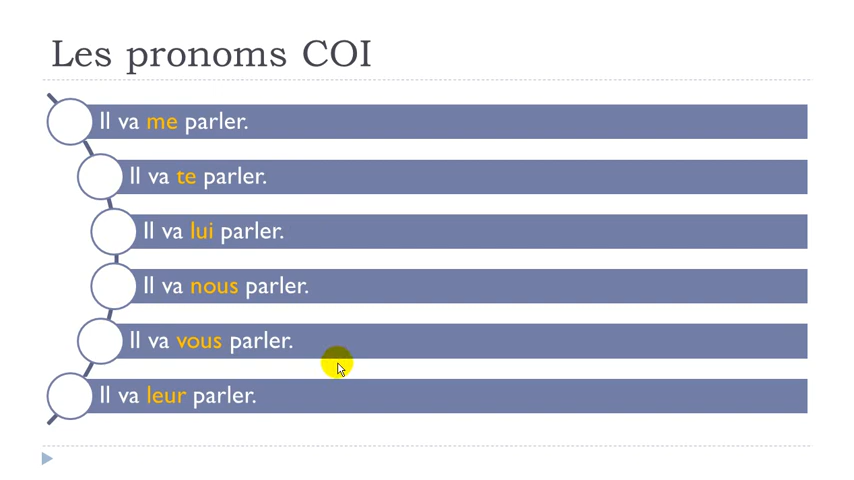 Les pronoms COI
Il va me parler.
Il va te parler.
Il va lui parler.
Il va nous parler.
Il va vous parler.
Il va leur parler.